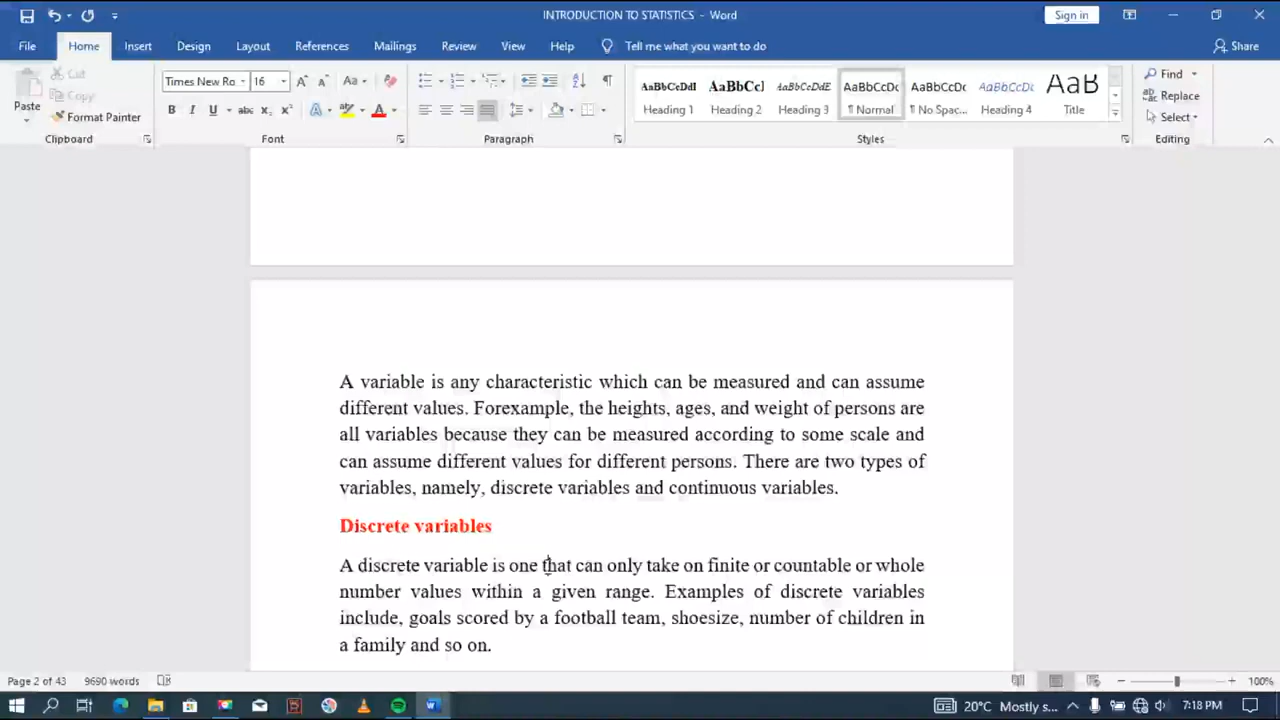 INTRODUCTION TO STATISTICS - Word
Sign in
File Home Insert Design Layout References Mailings Review View Help Tell me what you want to do Share
Paste
Cut
Copy
Format Painter
Clipboard
Times New Ro 16
Font
Paragraph
AaBbCcDdI AaBbCcI AaBbCcDdE AaBbCcDc AaBbCcDc AaBbCcDc AaB
Heading 1 Heading 2 Heading 3 ¶ Normal ¶ No Spac... Heading 4 Title
Styles
Find
Replace
Select
Editing
A variable is any characteristic which can be measured and can assume
different values. Forexample, the heights, ages, and weight of persons are
all variables because they can be measured according to some scale and
can assume different values for different persons. There are two types of
variables, namely, discrete variables and continuous variables.
Discrete variables
A discrete variable is one that can only take on finite or countable or whole
number values within a given range. Examples of discrete variables
include, goals scored by a football team, shoesize, number of children in
a family and so on.
Page 2 of 43 9690 words 100%
20°C Mostly s... 7:18 PM